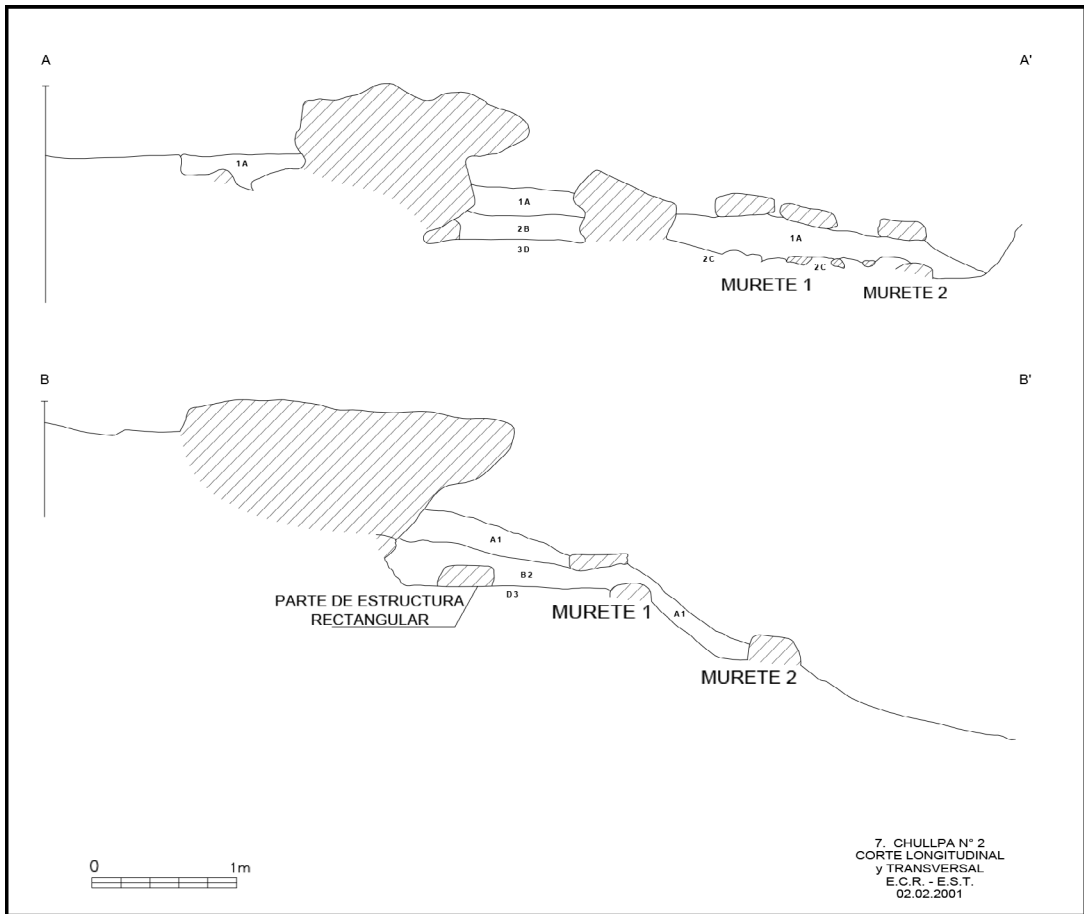 A A'
1A
1A
2B
3D
1A
2C
2C
MURETE 1
MURETE 2
B B'
A1
B2
D3
A1
PARTE DE ESTRUCTURA
RECTANGULAR
MURETE 1
MURETE 2
0 1m
7. CHULLPA N° 2
CORTE LONGITUDINAL
y TRANSVERSAL
E.C.R. - E.S.T.
02.02.2001